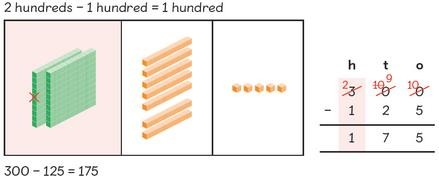 2 hundreds − 1 hundred = 1 hundred
h t o
2 10 9 10
3 0 0
− 1 2 5
1 7 5
300 − 125 = 175